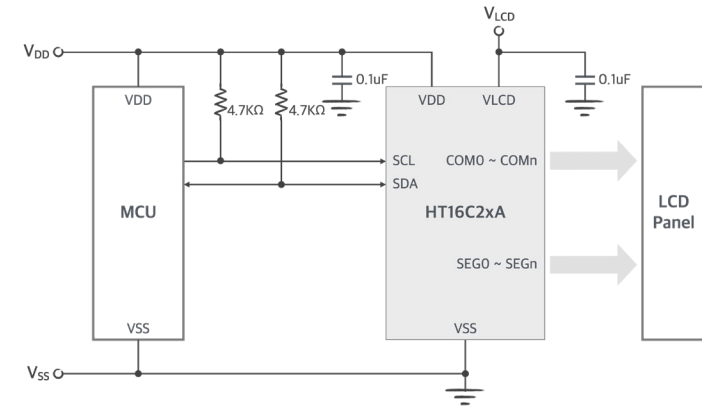 VLCD
VDD
0.1uF
0.1uF
VDD
4.7KΩ
4.7KΩ
VDD
VLCD
SCL
COM0 ~ COMn
SDA
MCU
HT16C2xA
LCD
Panel
SEG0 ~ SEGn
VSS
VSS
VSS